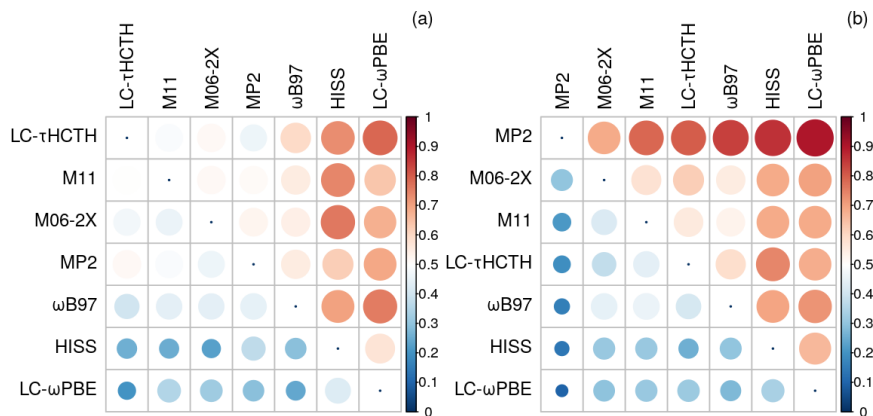 (a)
LC-τHCTH
M11
M06-2X
MP2
ωB97
HISS
LC-ωPBE
LC-τHCTH
M11
M06-2X
MP2
ωB97
HISS
LC-ωPBE
1
0.9
0.8
0.7
0.6
0.5
0.4
0.3
0.2
0.1
0
(b)
MP2
M06-2X
M11
LC-τHCTH
ωB97
HISS
LC-ωPBE
MP2
M06-2X
M11
LC-τHCTH
ωB97
HISS
LC-ωPBE
1
0.9
0.8
0.7
0.6
0.5
0.4
0.3
0.2
0.1
0